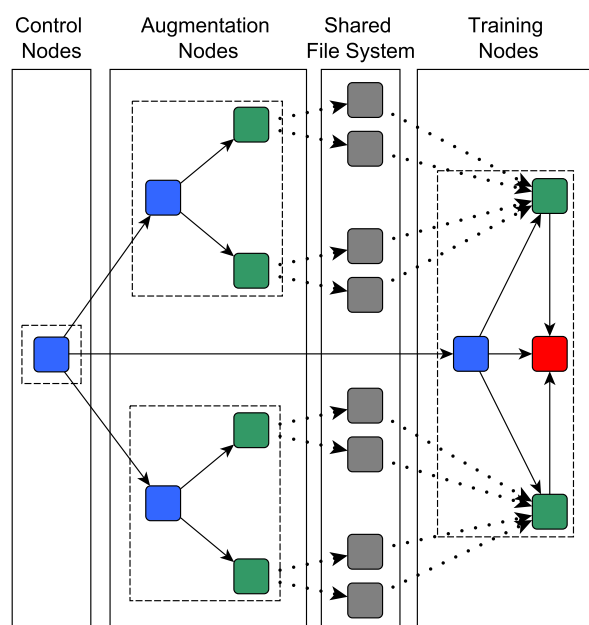 Control
Nodes
Augmentation
Nodes
Shared
File System
Training
Nodes